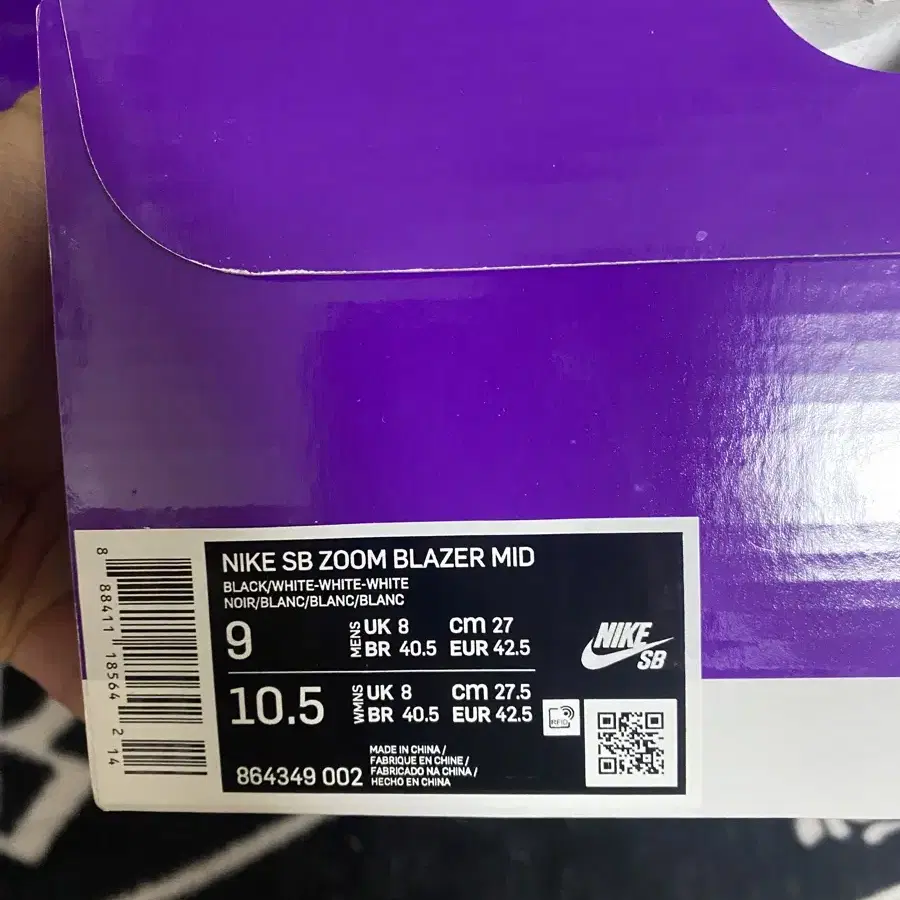 NIKE SB ZOOM BLAZER MID
BLACK/WHITE-WHITE-WHITE
NOIR/BLANC/BLANC/BLANC
9 MENS UK 8 cm 27
BR 40.5 EUR 42.5
10.5 WMNS UK 8 cm 27.5
BR 40.5 EUR 42.5
864349 002
MADE IN CHINA /
FABRIQUE EN CHINE /
FABRICADO NA CHINA /
HECHO EN CHINA
RFID
NIKE
SB
8 88411 18564 2 14